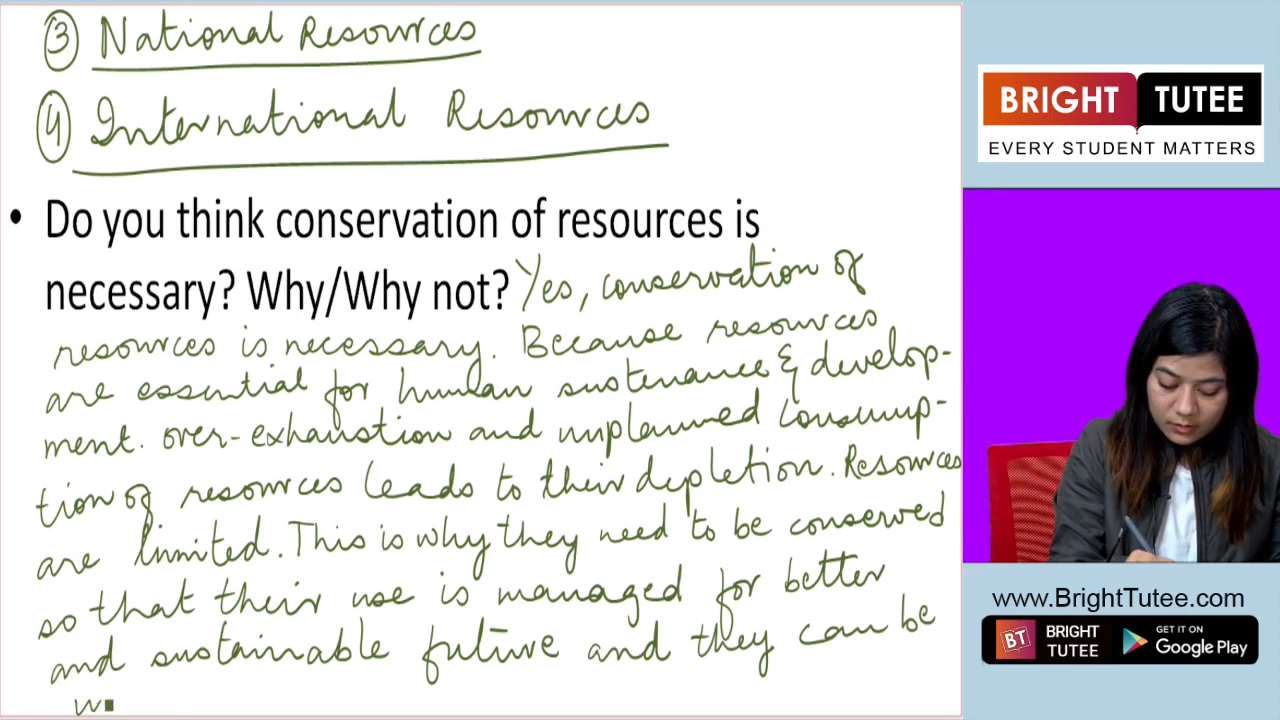 ③ National Resources
④ International Resources
• Do you think conservation of resources is
necessary? Why/Why not? Yes, conservation of
resources is necessary. Because resources
are essential for human sustenance & develop-
ment. over-exhaustion and unplanned consump-
tion of resources leads to their depletion. Resources
are limited. This is why they need to be conserved
so that their use is managed for better
and sustainable future and they can be
BRIGHT TUTEE
EVERY STUDENT MATTERS
www.BrightTutee.com
BT BRIGHT TUTEE
GET IT ON
Google Play